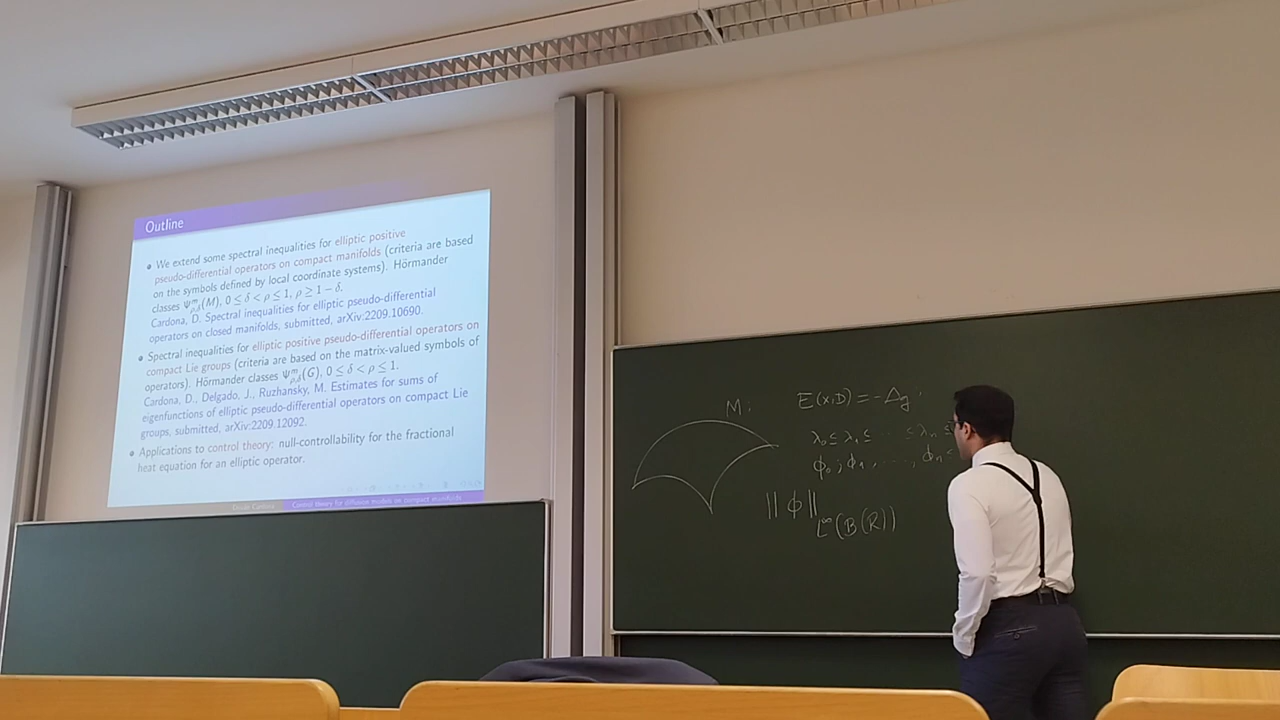 Outline
• We extend some spectral inequalities for elliptic positive
pseudo-differential operators on compact manifolds (criteria are based
on the symbols defined by local coordinate systems). Hörmander
classes Ψ^m_{ρ,δ}(M), 0 ≤ δ < ρ ≤ 1, ρ ≥ 1 − δ.
Cardona, D. Spectral inequalities for elliptic pseudo-differential
operators on closed manifolds, submitted, arXiv:2209.10690.
• Spectral inequalities for elliptic positive pseudo-differential operators on
compact Lie groups (criteria are based on the matrix-valued symbols of
operators). Hörmander classes Ψ^m_{ρ,δ}(G), 0 ≤ δ < ρ ≤ 1.
Cardona, D., Delgado, J., Ruzhansky, M. Estimates for sums of
eigenfunctions of elliptic pseudo-differential operators on compact Lie
groups, submitted, arXiv:2209.12092.
• Applications to control theory: null-controllability for the fractional
heat equation for an elliptic operator.
Control theory for diffusion models on compact manifolds
M: E(x,D) = -Δg
λ₀ ≤ λ₁ ≤ ≤ λn ≤
ϕ₀, ϕ₁, ..., ϕn
||ϕ||
L^∞(B(R))